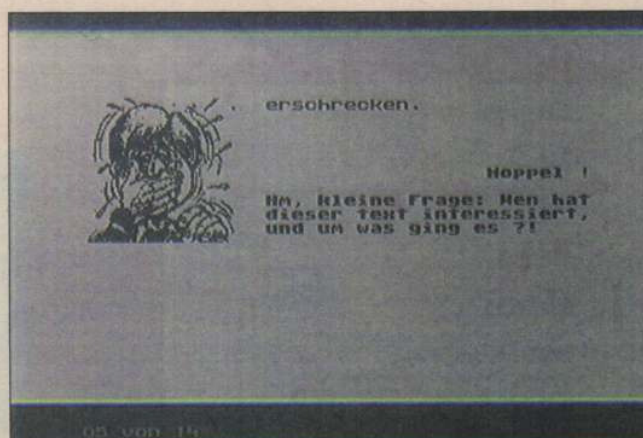 . erschrecken.
Hoppel !
Hm, kleine Frage: Wen hat
dieser text interessiert,
und um was ging es ?!
05 von 14